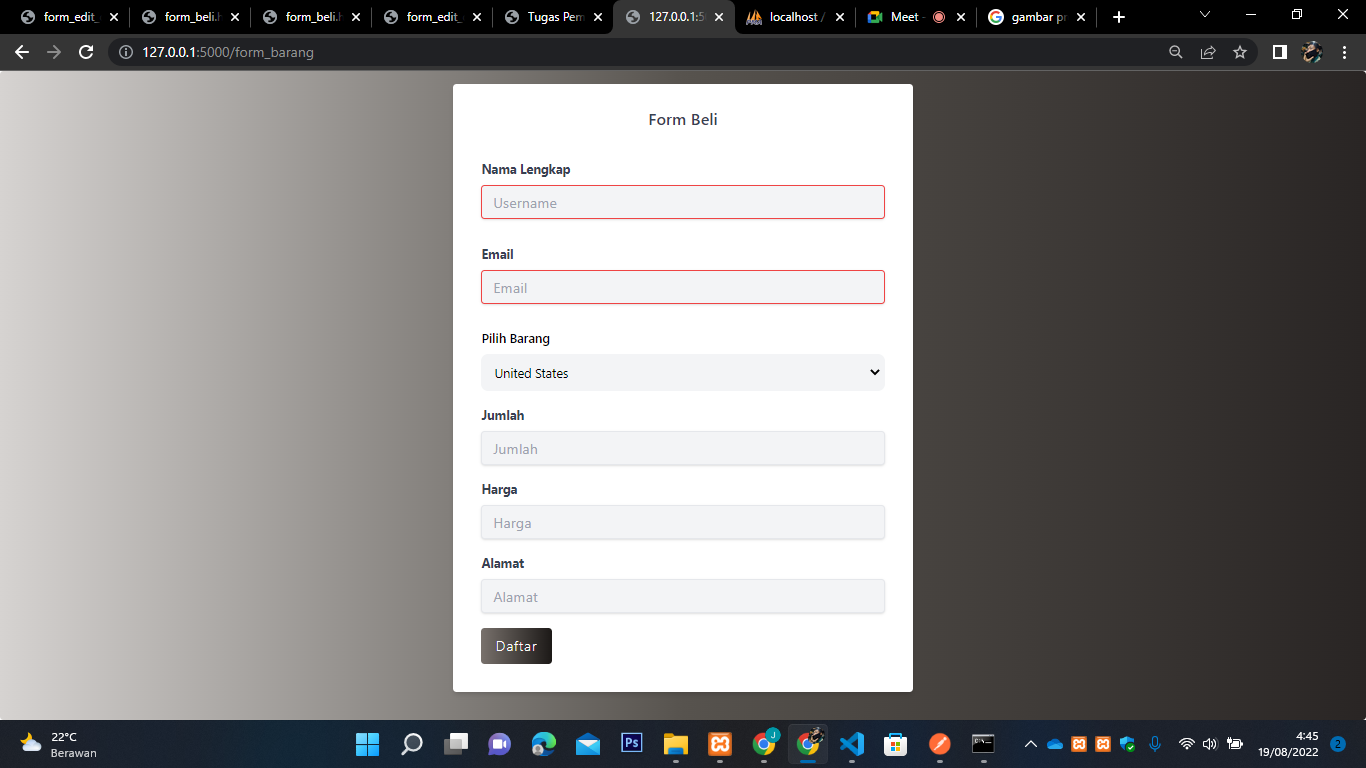 form_edit_
form_beli.h
form_beli.h
form_edit_
Tugas Pem
127.0.0.1:5
localhost /
Meet -
gambar pr
127.0.0.1:5000/form_barang
Form Beli
Nama Lengkap
Username
Email
Email
Pilih Barang
United States
Jumlah
Jumlah
Harga
Harga
Alamat
Alamat
Daftar
22°C
Berawan
Ps
J
4:45
19/08/2022
2